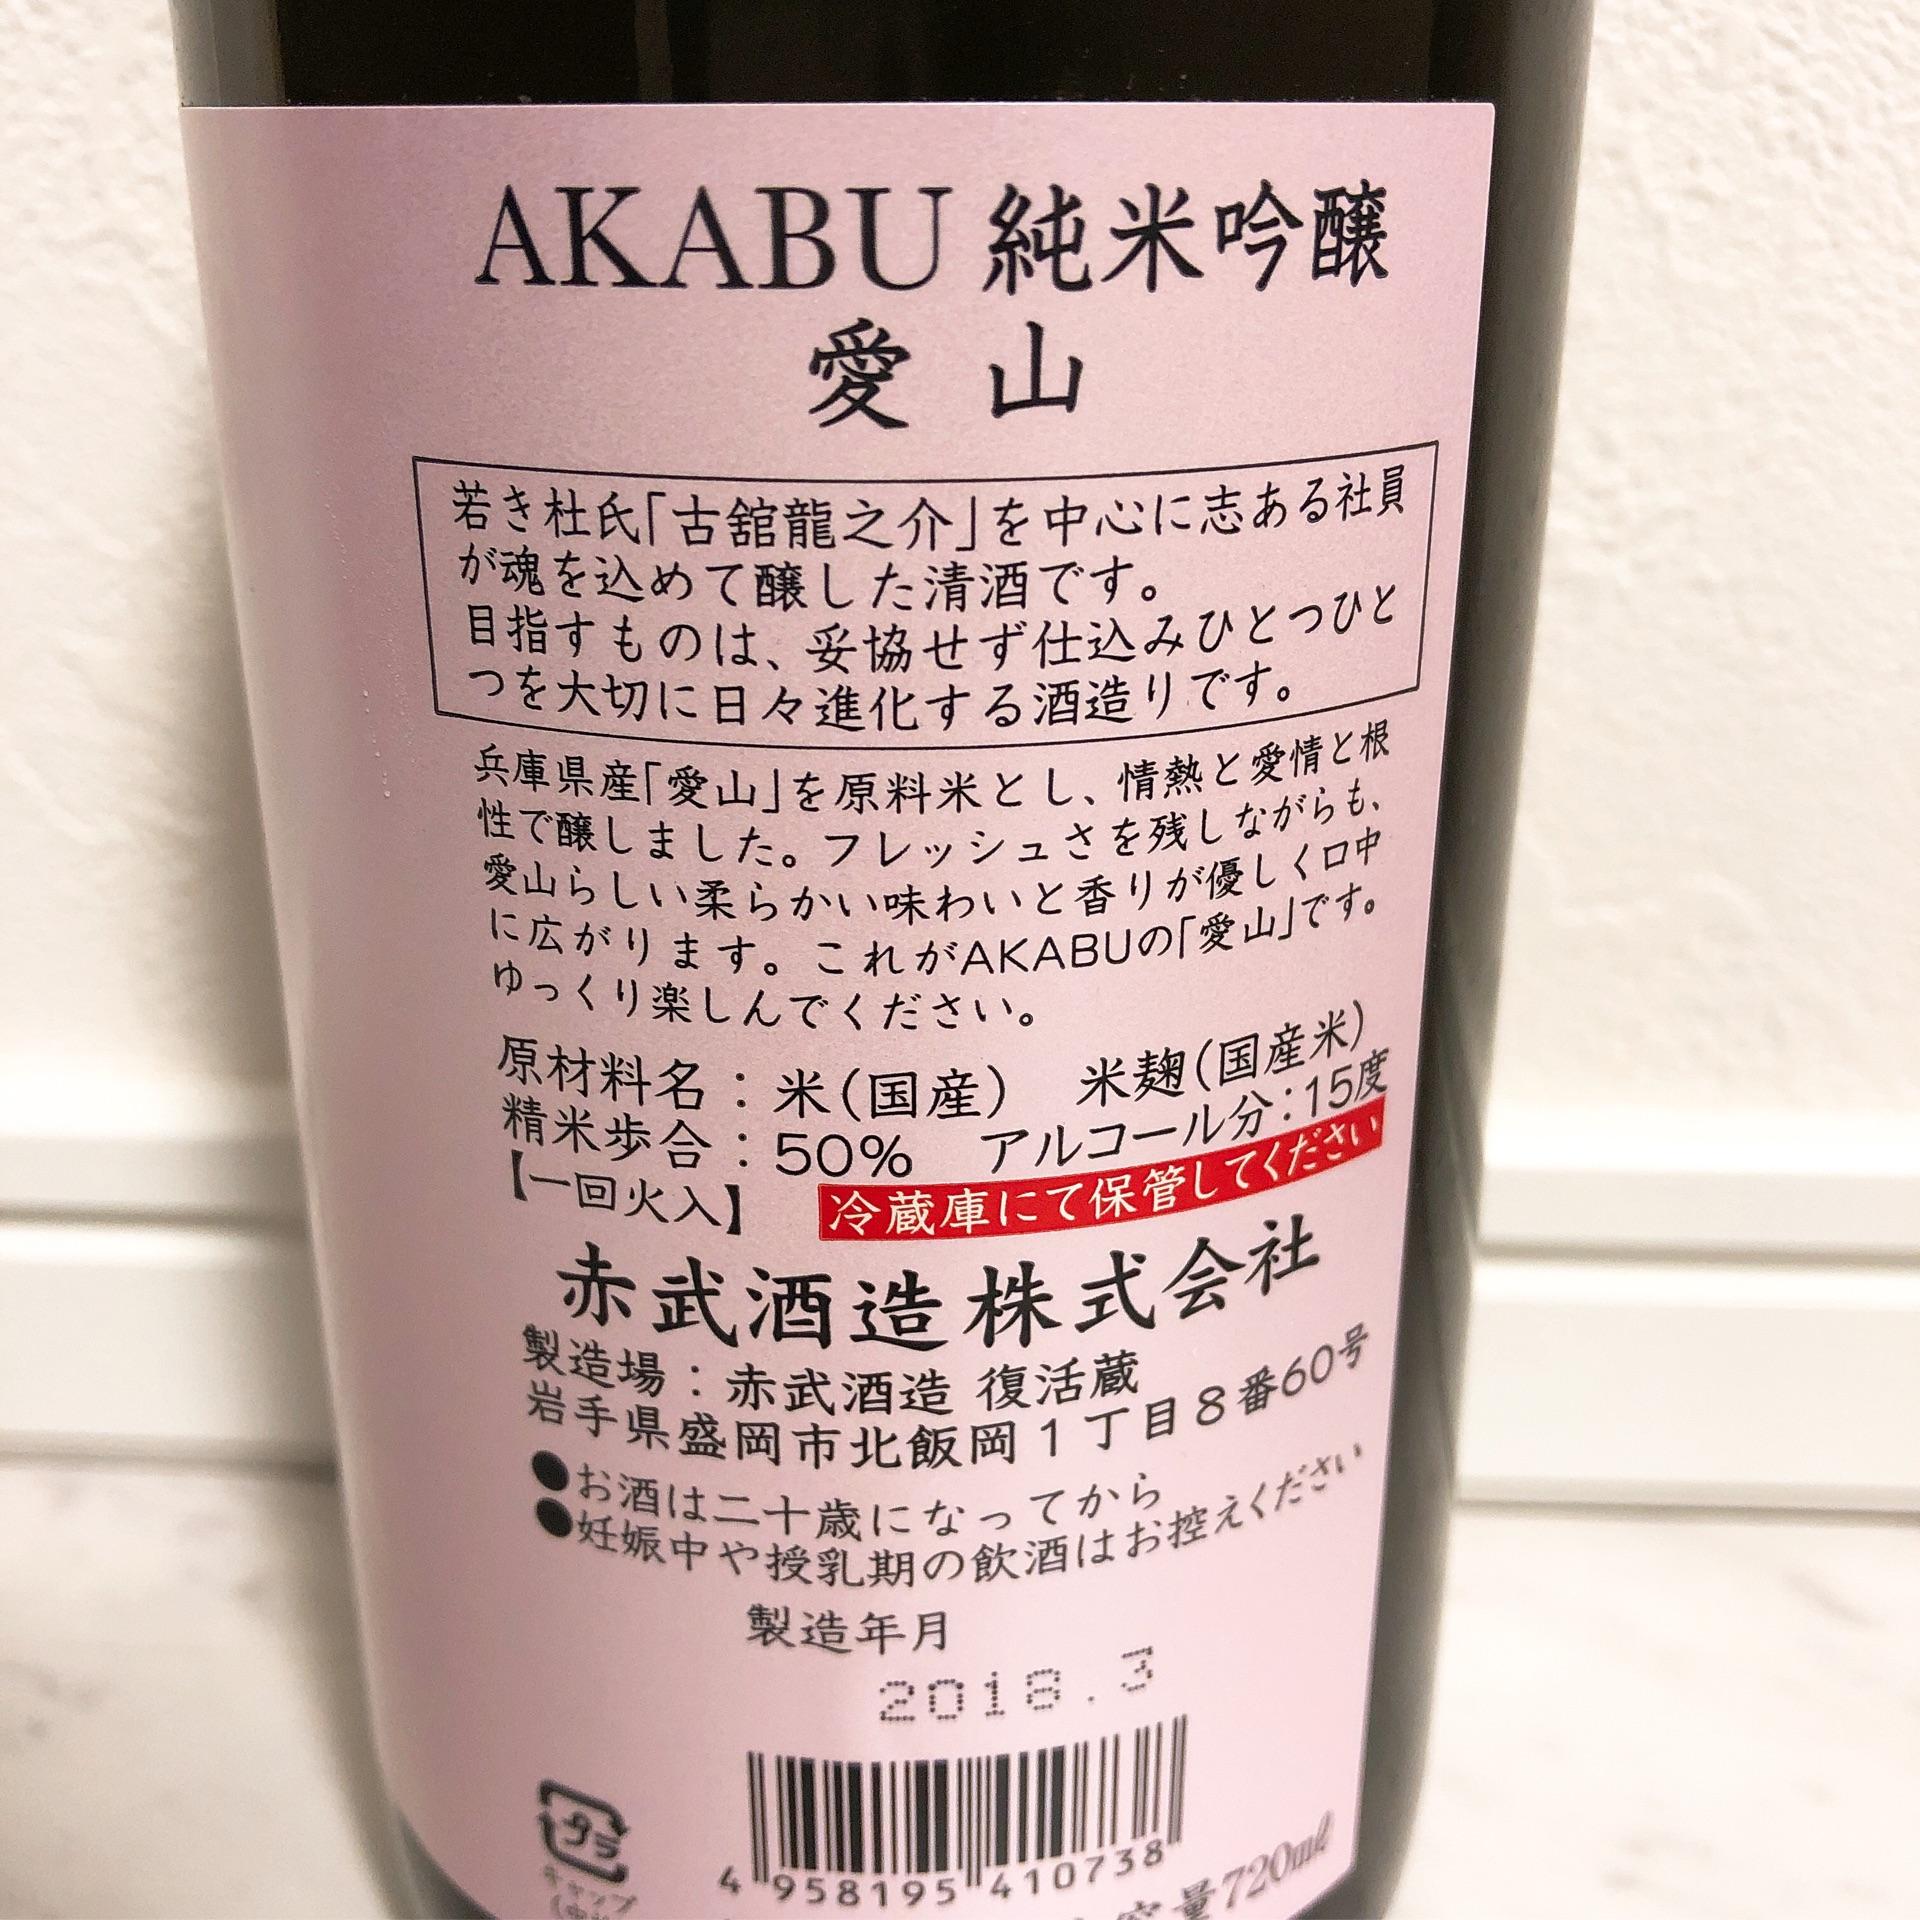 AKABU 純米吟醸
愛山
若き杜氏「古舘龍之介」を中心に志ある社員
が魂を込めて醸した清酒です。
目指すものは、妥協せず仕込みひとつひと
つを大切に日々進化する酒造りです。
兵庫県産「愛山」を原料米とし、情熱と愛情と根
性で醸しました。フレッシュさを残しながらも、
愛山らしい柔らかい味わいと香りが優しく口中
に広がります。これがAKABUの「愛山」です。
ゆっくり楽しんでください。
原材料名：米(国産) 米麹(国産米)
精米歩合：50% アルコール分：15度
【一回火入】 冷蔵庫にて保管してください
赤武酒造株式会社
製造場：赤武酒造 復活蔵
岩手県盛岡市北飯岡1丁目8番60号
●お酒は二十歳になってから
●妊娠中や授乳期の飲酒はお控えください
製造年月
2018.3
プラ
キャップ
4 958195 410738
容量720ml